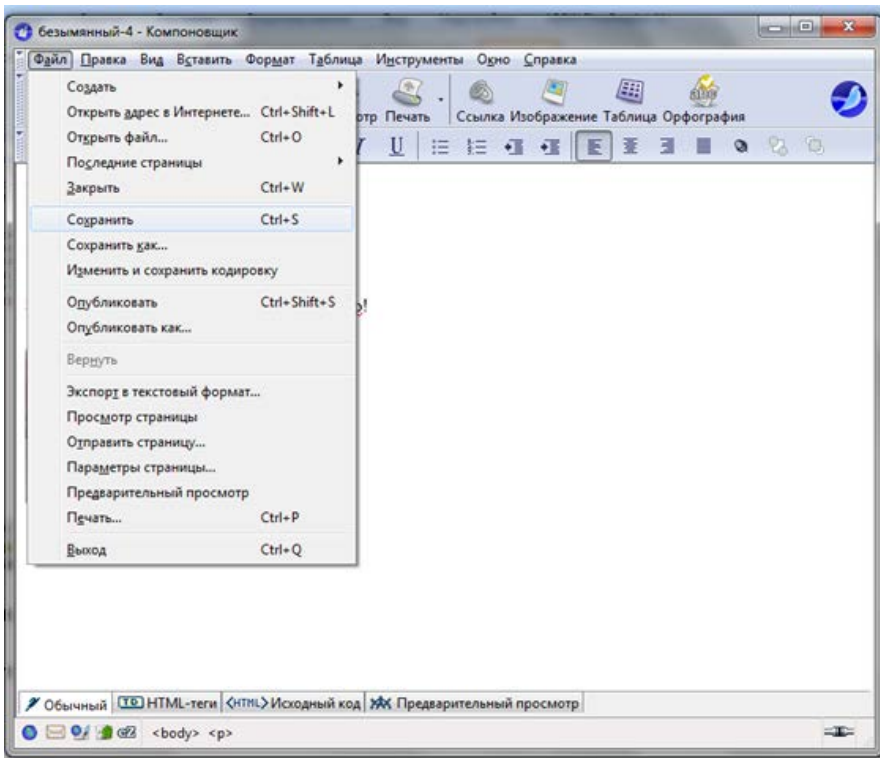 безымянный-4 - Компоновщик
Файл Правка Вид Вставить Формат Таблица Инструменты Окно Справка
Создать
Открыть адрес в Интернете... Ctrl+Shift+L
Открыть файл... Ctrl+O
Последние страницы
Закрыть Ctrl+W
Сохранить Ctrl+S
Сохранить как...
Изменить и сохранить кодировку
Опубликовать Ctrl+Shift+S
Опубликовать как...
Вернуть
Экспорт в текстовый формат...
Просмотр страницы
Отправить страницу...
Параметры страницы...
Предварительный просмотр
Печать... Ctrl+P
Выход Ctrl+Q
Печать Ссылка Изображение Таблица Орфография
Обычный HTML-теги <HTML> Исходный код Предварительный просмотр
<body> <p>